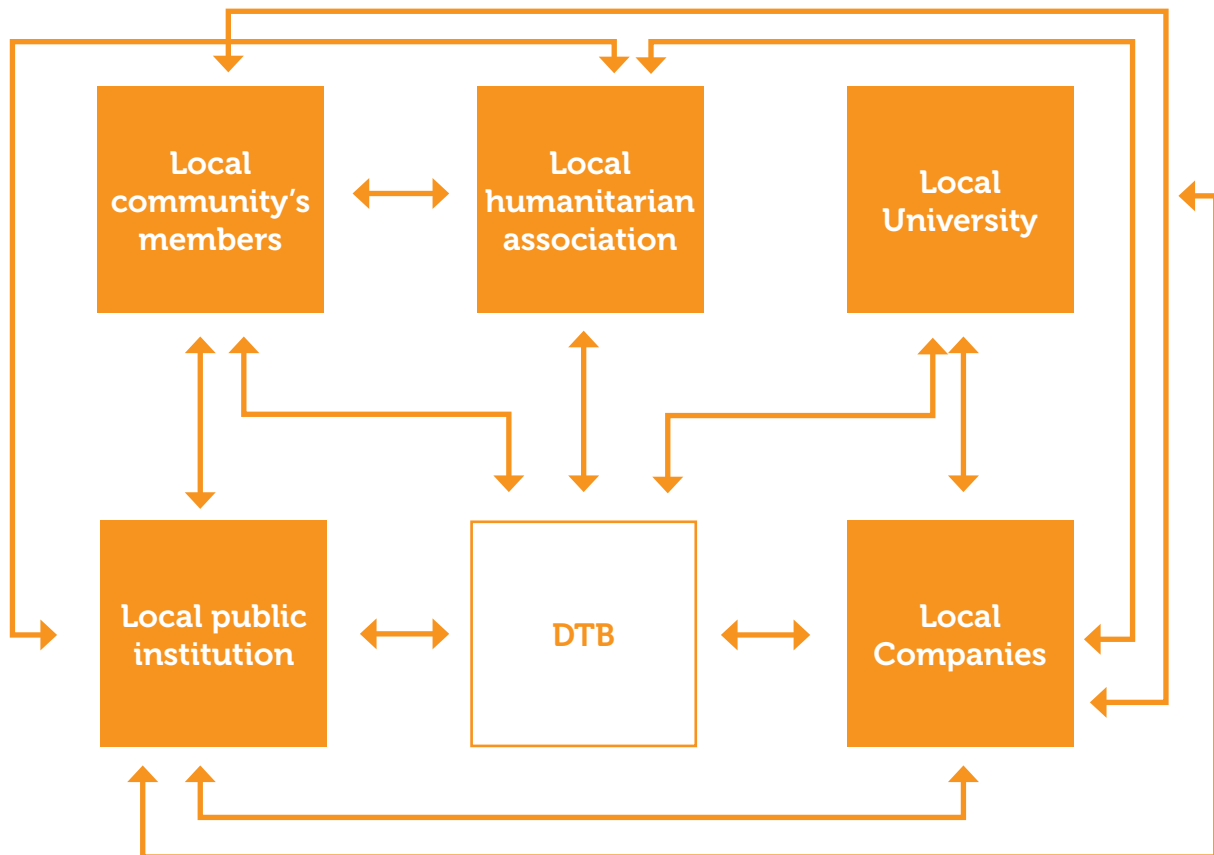 Local
community’s
members
Local
humanitarian
association
Local
University
Local public
institution
DTB
Local
Companies